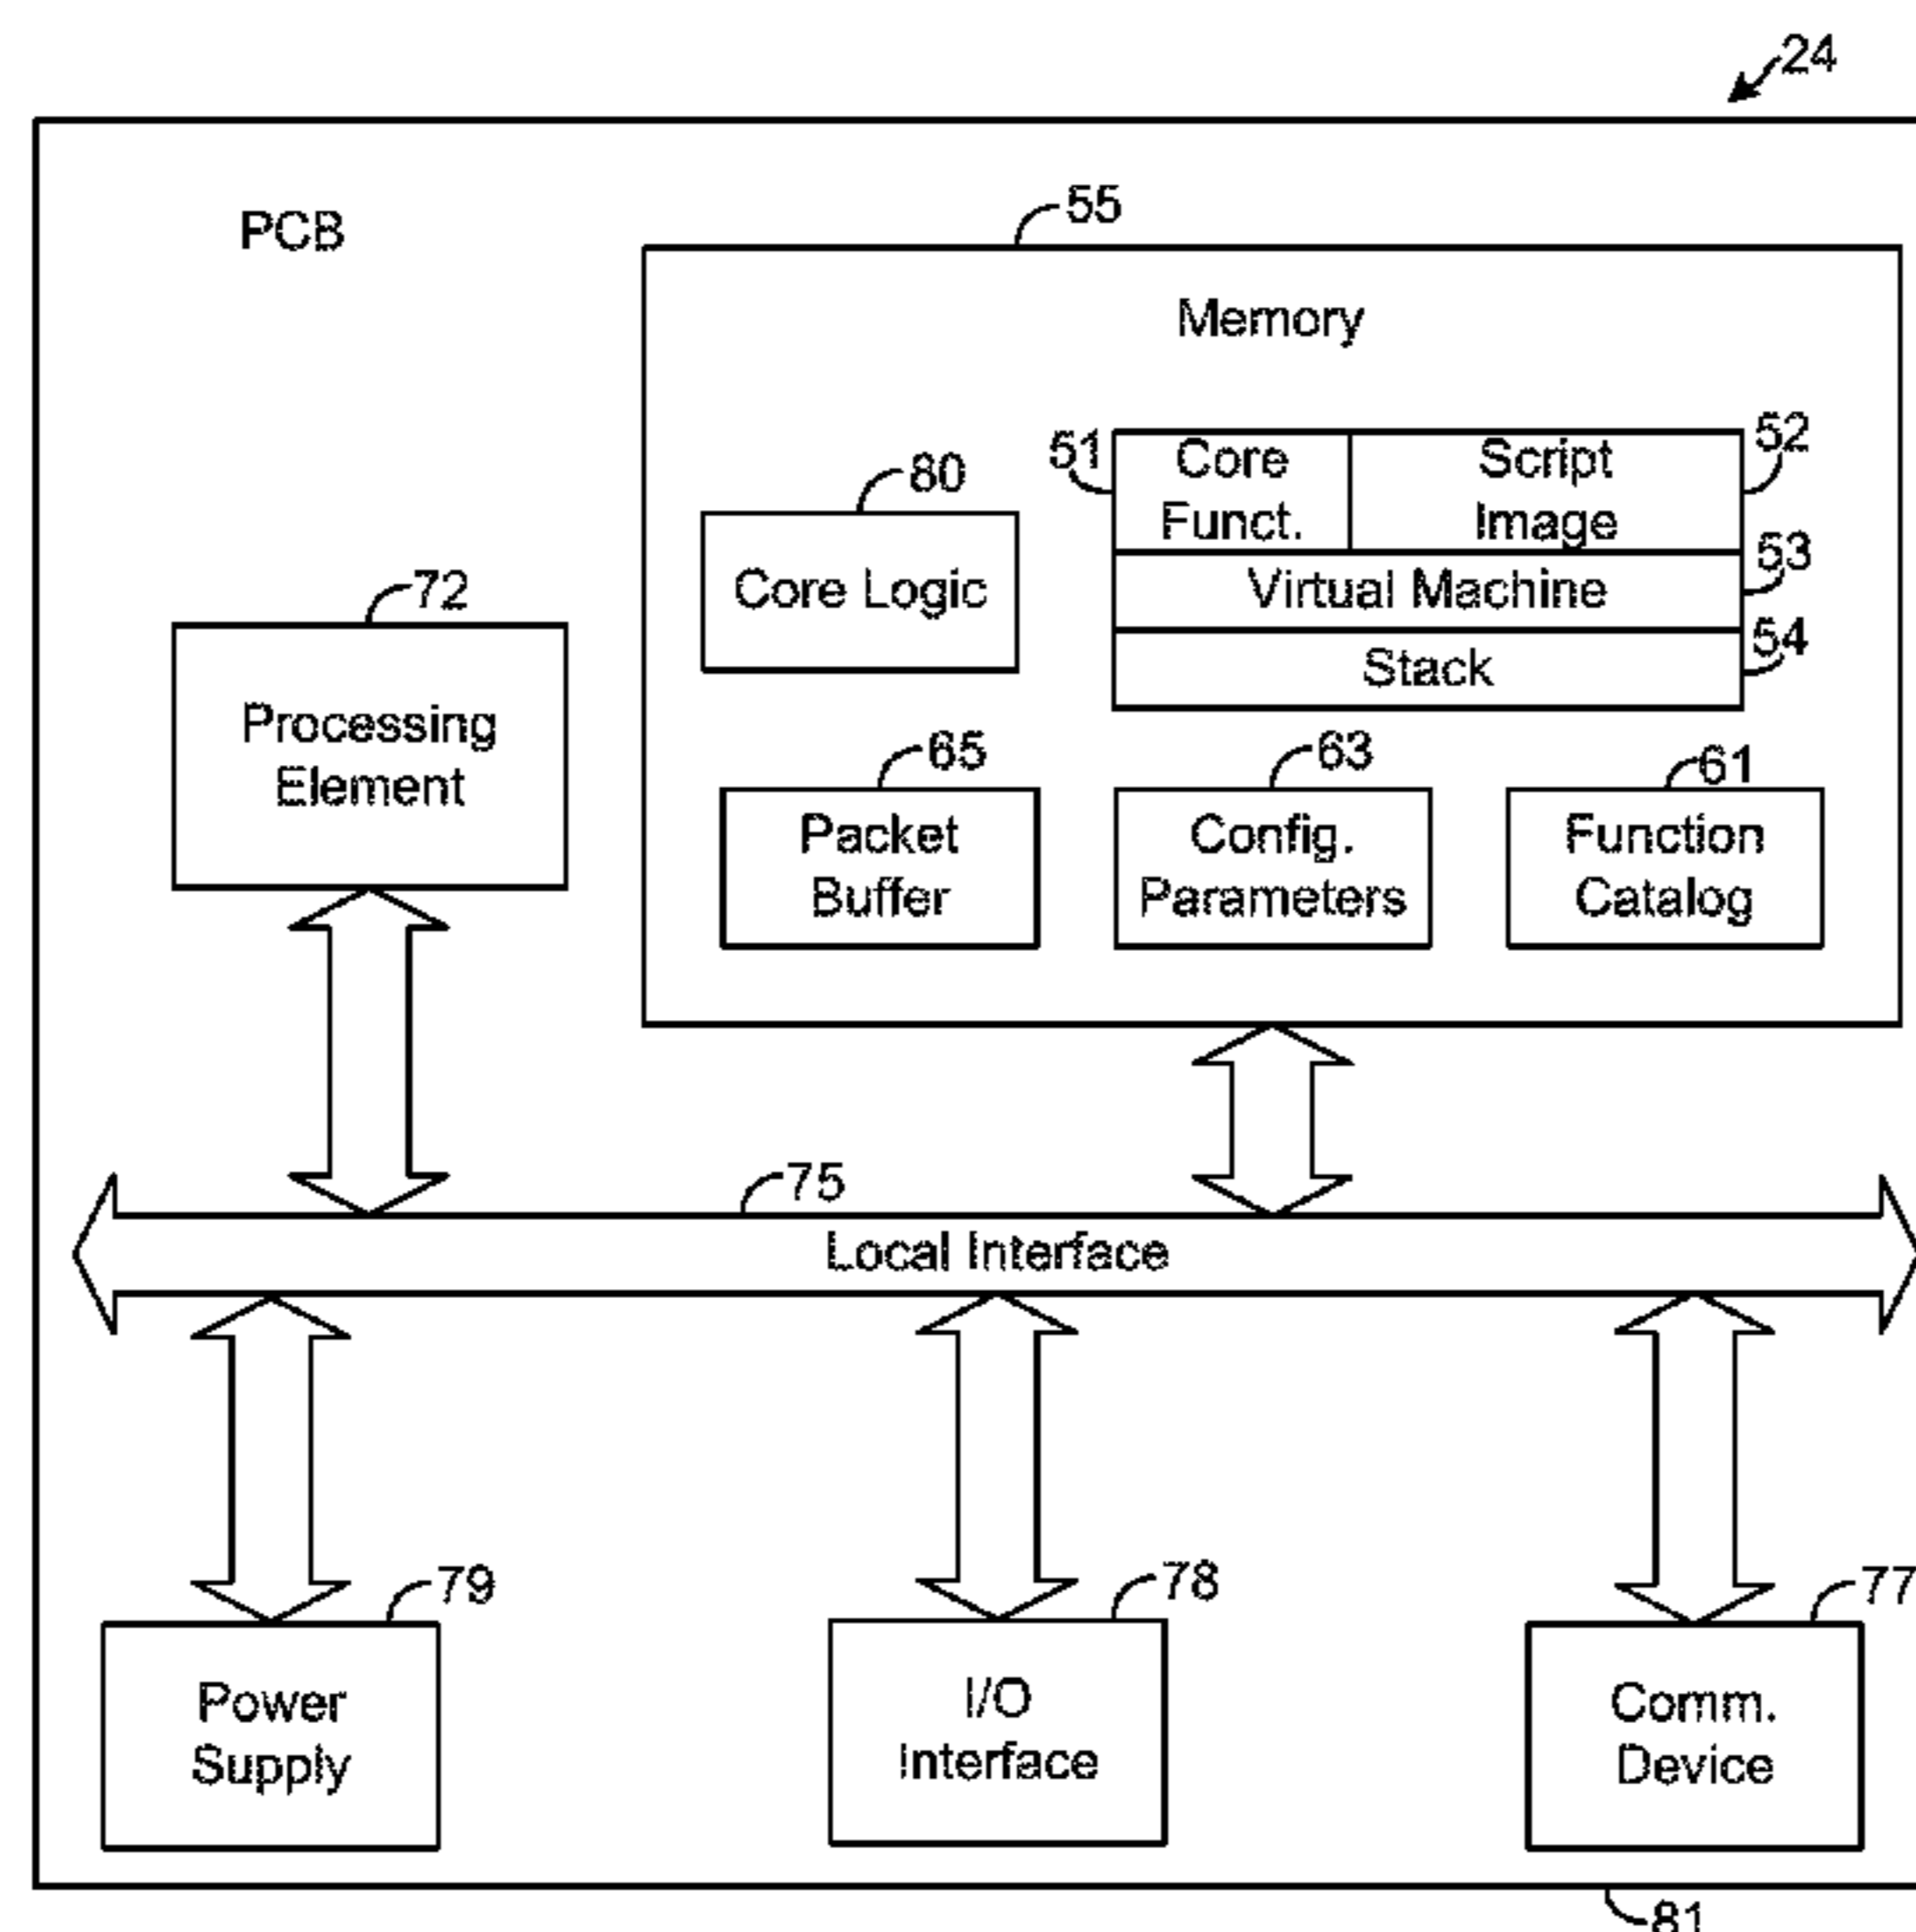 24
PCB
55
Memory
51
Core
Funct.
Script
Image
52
80
Core Logic
Virtual Machine
53
Stack
54
72
Processing
Element
65
Packet
Buffer
63
Config.
Parameters
61
Function
Catalog
75
Local Interface
79
Power
Supply
78
I/O
Interface
77
Comm.
Device
81